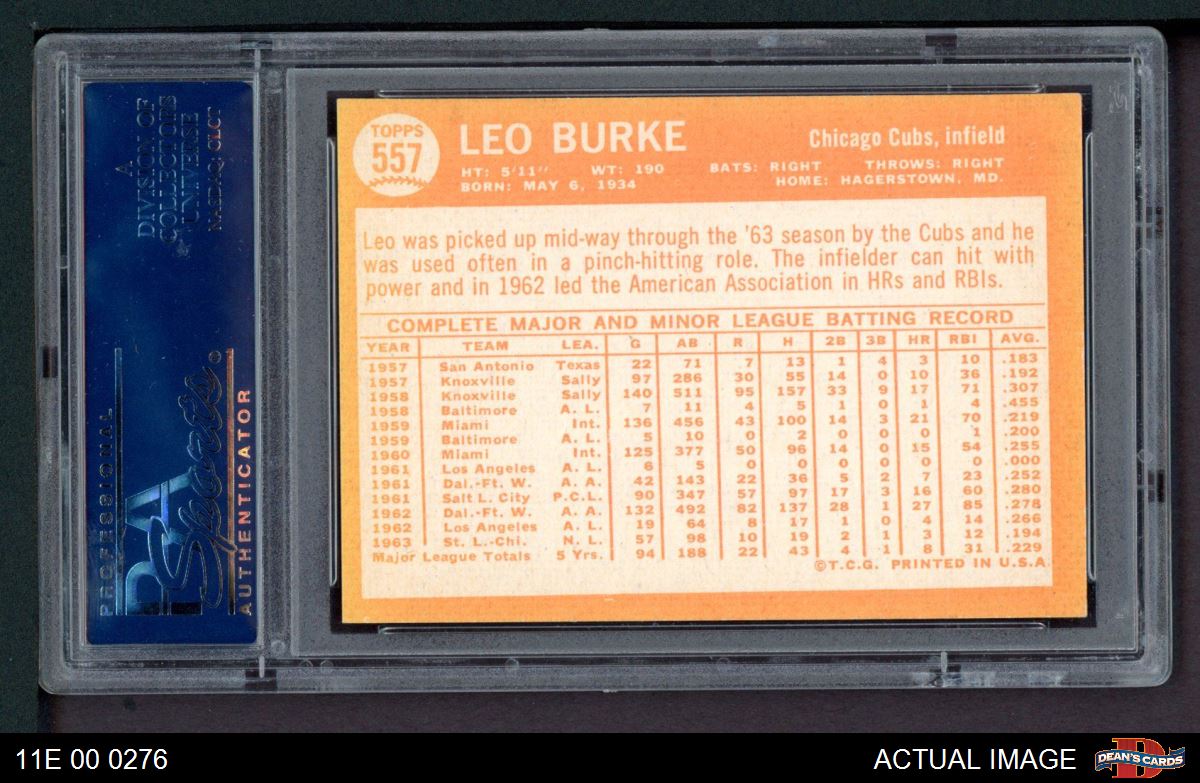 A
DIVISION OF
COLLECTORS
UNIVERSE
NASDAQ: CLCT
PROFESSIONAL
PSA
Sports
AUTHENTICATOR
TOPPS
557
LEO BURKE
Chicago Cubs, infield
HT: 5'11" WT: 190 BATS: RIGHT THROWS: RIGHT
BORN: MAY 6, 1934 HOME: HAGERSTOWN, MD.
Leo was picked up mid-way through the '63 season by the Cubs and he
was used often in a pinch-hitting role. The infielder can hit with
power and in 1962 led the American Association in HRs and RBIs.
COMPLETE MAJOR AND MINOR LEAGUE BATTING RECORD
YEAR TEAM LEA. G AB R H 2B 3B HR RBI AVG.
1957 San Antonio Texas 22 71 7 13 1 4 3 10 .183
1957 Knoxville Sally 97 286 30 55 14 0 10 36 .192
1958 Knoxville Sally 140 511 95 157 33 9 17 71 .307
1958 Baltimore A. L. 7 11 4 5 1 0 1 4 .455
1959 Miami Int. 136 456 43 100 14 3 21 70 .219
1959 Baltimore A. L. 5 10 0 2 0 0 0 1 .200
1960 Miami Int. 125 377 50 96 14 0 15 54 .255
1961 Los Angeles A. L. 6 5 0 0 0 0 0 0 .000
1961 Dal.-Ft. W. A. A. 42 143 22 36 5 2 7 23 .252
1961 Salt L. City P.C.L. 90 347 57 97 17 3 16 60 .280
1962 Dal.-Ft. W. A. A. 132 492 82 137 28 1 27 85 .278
1962 Los Angeles A. L. 19 64 8 17 1 0 4 14 .266
1963 St. L.-Chi. N. L. 57 98 10 19 2 1 3 12 .194
Major League Totals 5 Yrs. 94 188 22 43 4 1 8 31 .229
©T.C.G. PRINTED IN U.S.A.
11E 00 0276
ACTUAL IMAGE
D
DEAN'S CARDS